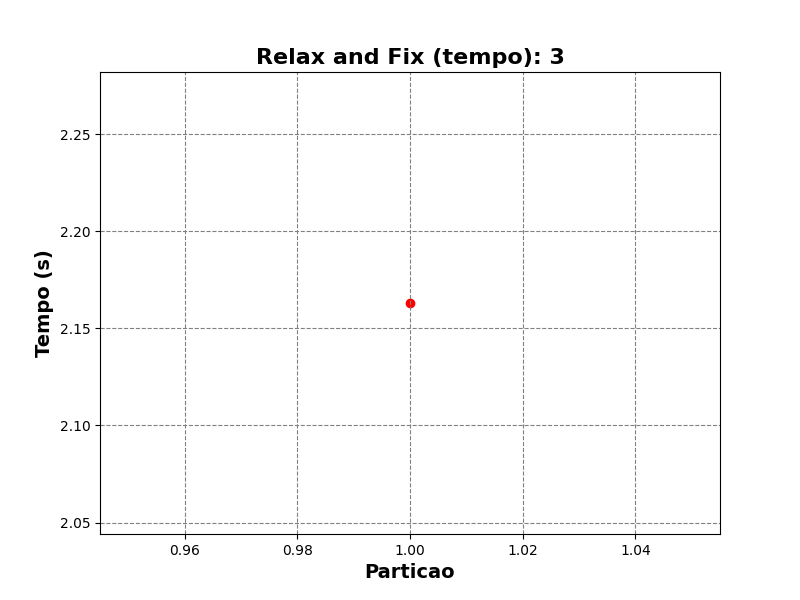 Relax and Fix (tempo): 3
2.25
2.20
2.15
2.10
2.05
Tempo (s)
0.96 0.98 1.00 1.02 1.04
Particao